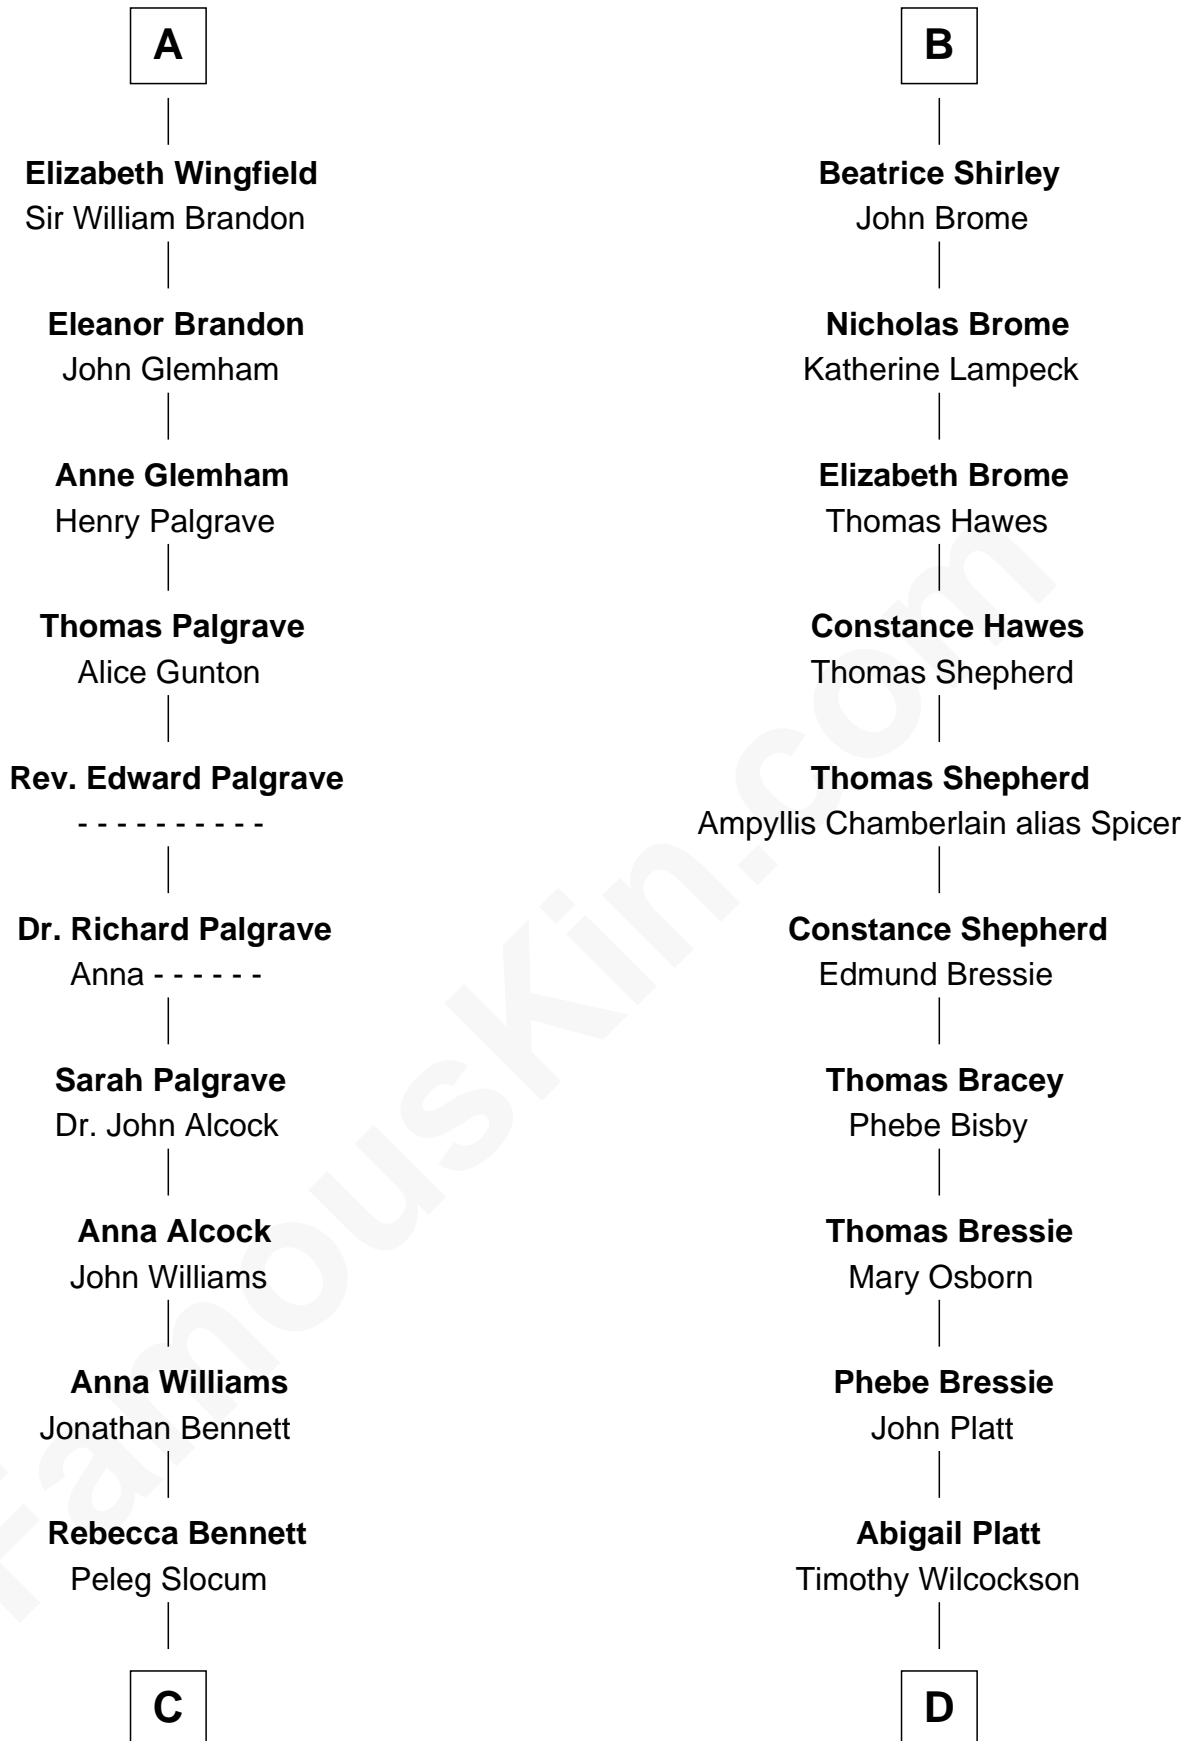 A
Elizabeth Wingfield
Sir William Brandon
Eleanor Brandon
John Glemham
Anne Glemham
Henry Palgrave
Thomas Palgrave
Alice Gunton
Rev. Edward Palgrave
- - - - - - - - - -
Dr. Richard Palgrave
Anna - - - - - -
Sarah Palgrave
Dr. John Alcock
Anna Alcock
John Williams
Anna Williams
Jonathan Bennett
Rebecca Bennett
Peleg Slocum
C
B
Beatrice Shirley
John Brome
Nicholas Brome
Katherine Lampeck
Elizabeth Brome
Thomas Hawes
Constance Hawes
Thomas Shepherd
Thomas Shepherd
Ampyllis Chamberlain alias Spicer
Constance Shepherd
Edmund Bressie
Thomas Bracey
Phebe Bisby
Thomas Bressie
Mary Osborn
Phebe Bressie
John Platt
Abigail Platt
Timothy Wilcockson
D
FamousKin.com